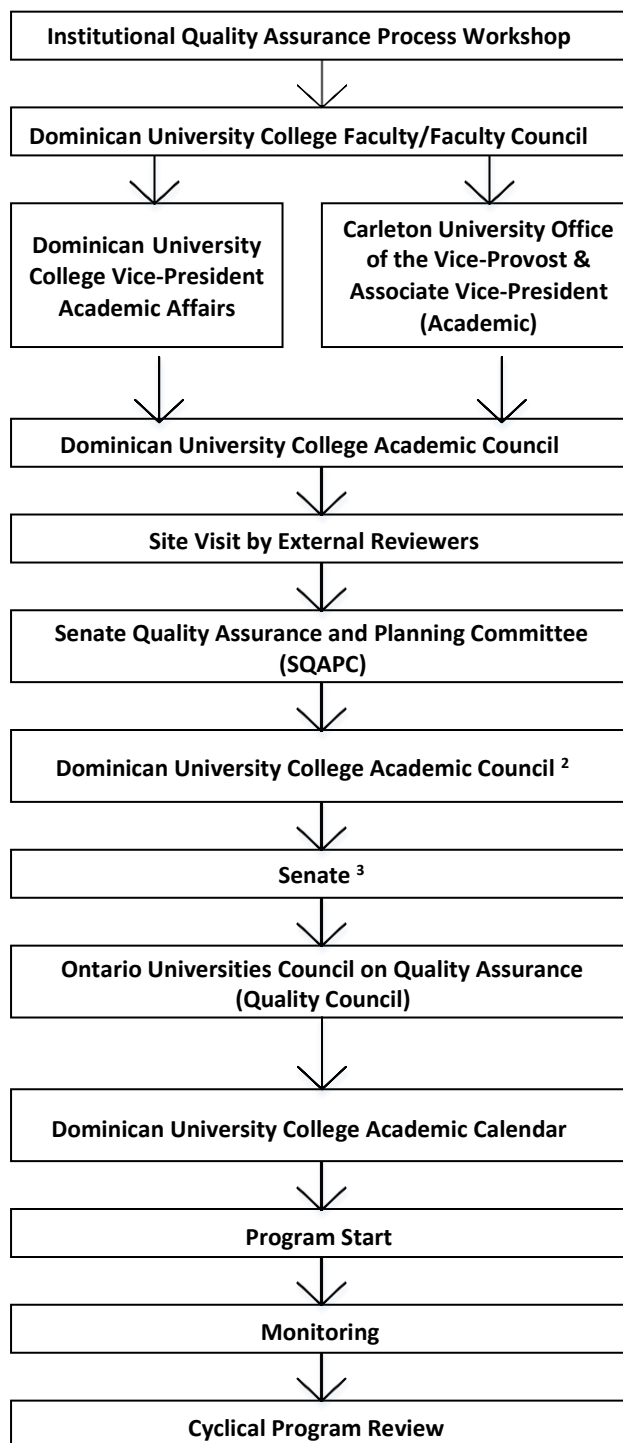 Institutional Quality Assurance Process Workshop
Dominican University College Faculty/Faculty Council
Dominican University
College Vice-President
Academic Affairs
Carleton University Office
of the Vice-Provost &
Associate Vice-President
(Academic)
Dominican University College Academic Council
Site Visit by External Reviewers
Senate Quality Assurance and Planning Committee
(SQAPC)
Dominican University College Academic Council ²
Senate ³
Ontario Universities Council on Quality Assurance
(Quality Council)
Dominican University College Academic Calendar
Program Start
Monitoring
Cyclical Program Review